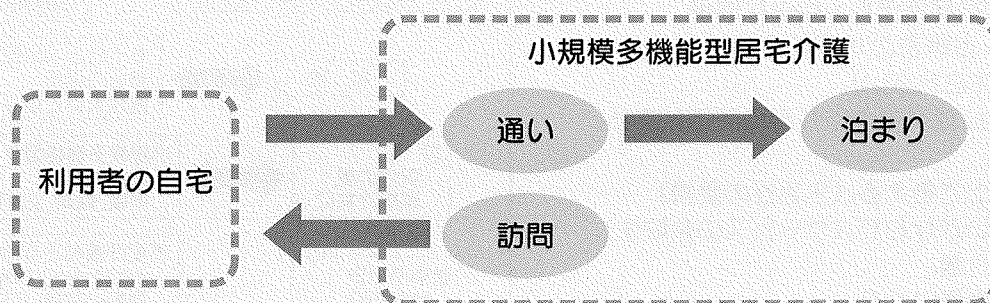 小規模多機能型居宅介護
通い
泊まり
利用者の自宅
訪問